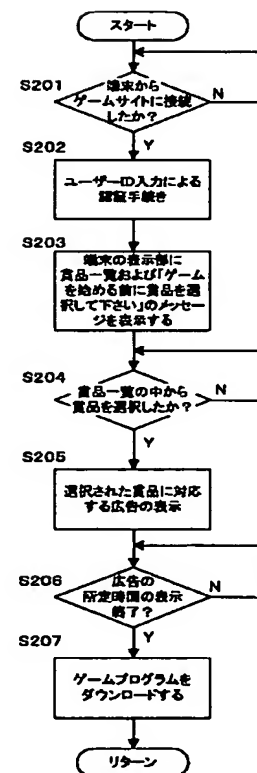 スタート
S201
端末から
ゲームサイトに接続
したか？
N
Y
S202
ユーザーID入力による
認証手続き
S203
端末の表示部に
賞品一覧および「ゲーム
を始める前に賞品を選
択して下さい」のメッセー
ジを表示する
S204
賞品一覧の中から
賞品を選択したか？
N
Y
S205
選択された賞品に対応
する広告の表示
S206
広告の
所定時間の表示
終了？
N
Y
S207
ゲームプログラムを
ダウンロードする
リターン